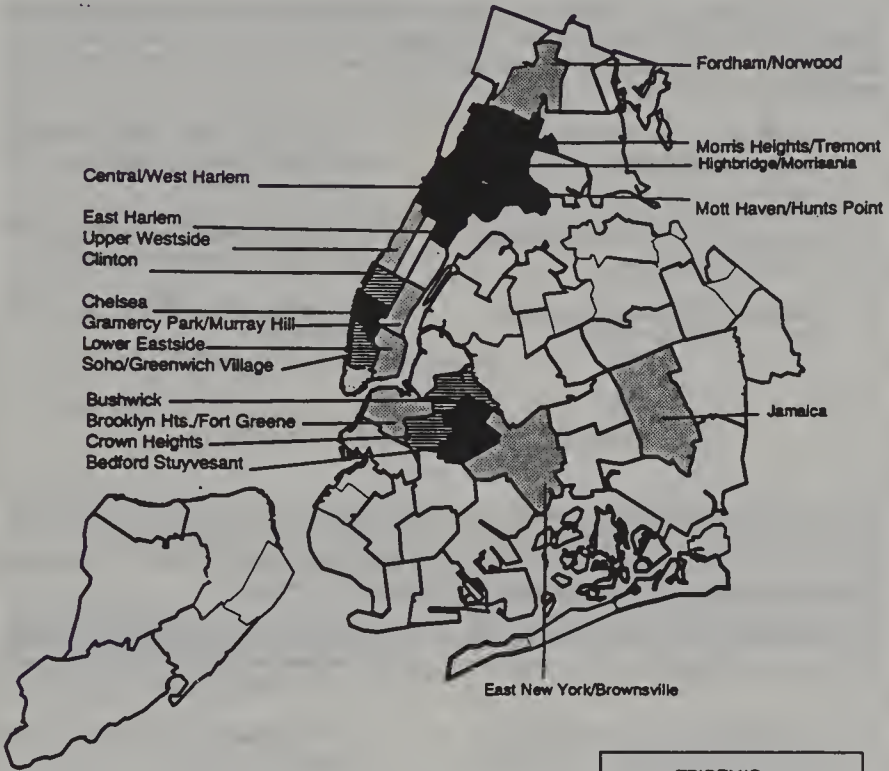 Fordham/Norwood
Morris Heights/Tremont
Highbridge/Morrisania
Mott Haven/Hunts Point
Central/West Harlem
East Harlem
Upper Westside
Clinton
Chelsea
Gramercy Park/Murray Hill
Lower Eastside
Soho/Greenwich Village
Bushwick
Brooklyn Hts./Fort Greene
Crown Heights
Bedford Stuyvesant
Jamaica
East New York/Brownsville